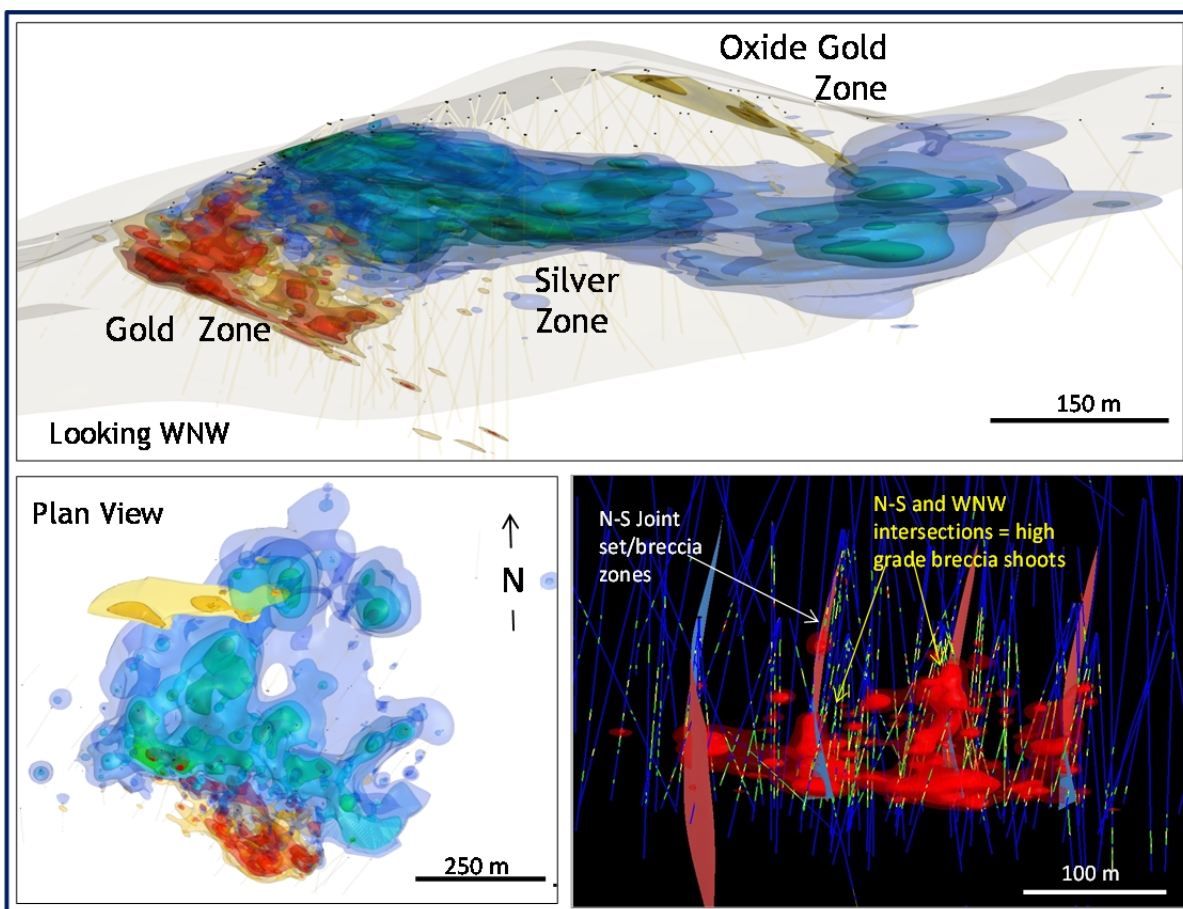 Oxide Gold
Zone
Silver
Zone
Gold Zone
150 m
Looking WNW
Plan View
N
250 m
N-S Joint
set/breccia
zones
N-S and WNW
intersections = high
grade breccia shoots
100 m